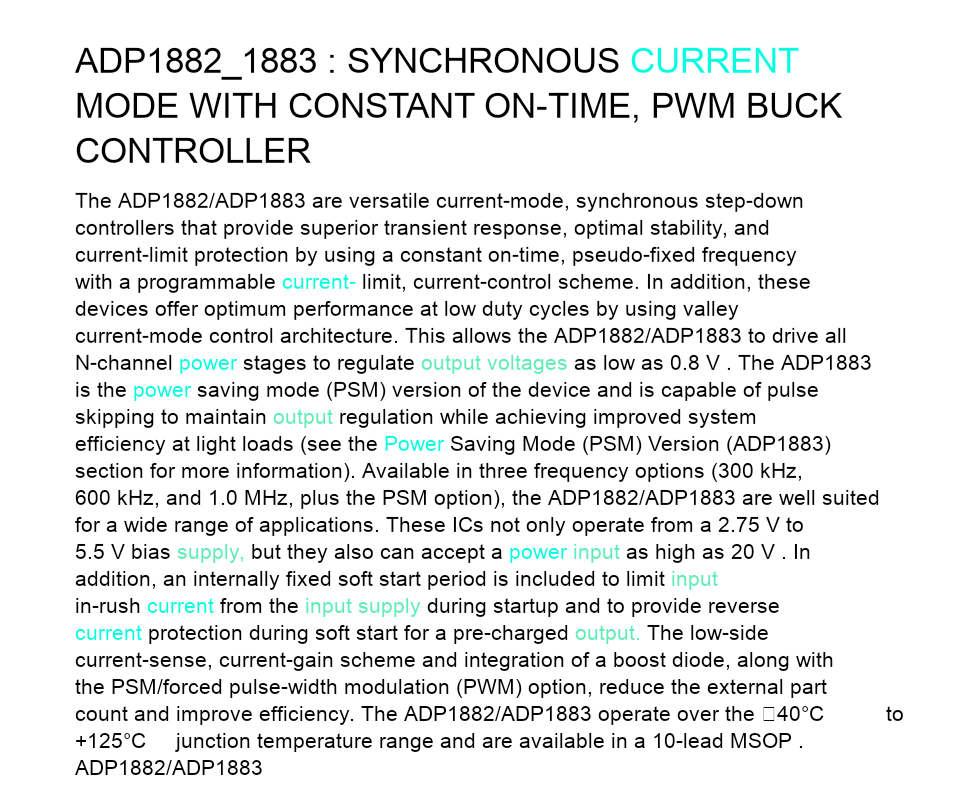 ADP1882_1883 : SYNCHRONOUS CURRENT
MODE WITH CONSTANT ON-TIME, PWM BUCK
CONTROLLER
The ADP1882/ADP1883 are versatile current-mode, synchronous step-down
controllers that provide superior transient response, optimal stability, and
current-limit protection by using a constant on-time, pseudo-fixed frequency
with a programmable current- limit, current-control scheme. In addition, these
devices offer optimum performance at low duty cycles by using valley
current-mode control architecture. This allows the ADP1882/ADP1883 to drive all
N-channel power stages to regulate output voltages as low as 0.8 V . The ADP1883
is the power saving mode (PSM) version of the device and is capable of pulse
skipping to maintain output regulation while achieving improved system
efficiency at light loads (see the Power Saving Mode (PSM) Version (ADP1883)
section for more information). Available in three frequency options (300 kHz,
600 kHz, and 1.0 MHz, plus the PSM option), the ADP1882/ADP1883 are well suited
for a wide range of applications. These ICs not only operate from a 2.75 V to
5.5 V bias supply, but they also can accept a power input as high as 20 V . In
addition, an internally fixed soft start period is included to limit input
in-rush current from the input supply during startup and to provide reverse
current protection during soft start for a pre-charged output. The low-side
current-sense, current-gain scheme and integration of a boost diode, along with
the PSM/forced pulse-width modulation (PWM) option, reduce the external part
count and improve efficiency. The ADP1882/ADP1883 operate over the □40°C to
+125°C junction temperature range and are available in a 10-lead MSOP .
ADP1882/ADP1883